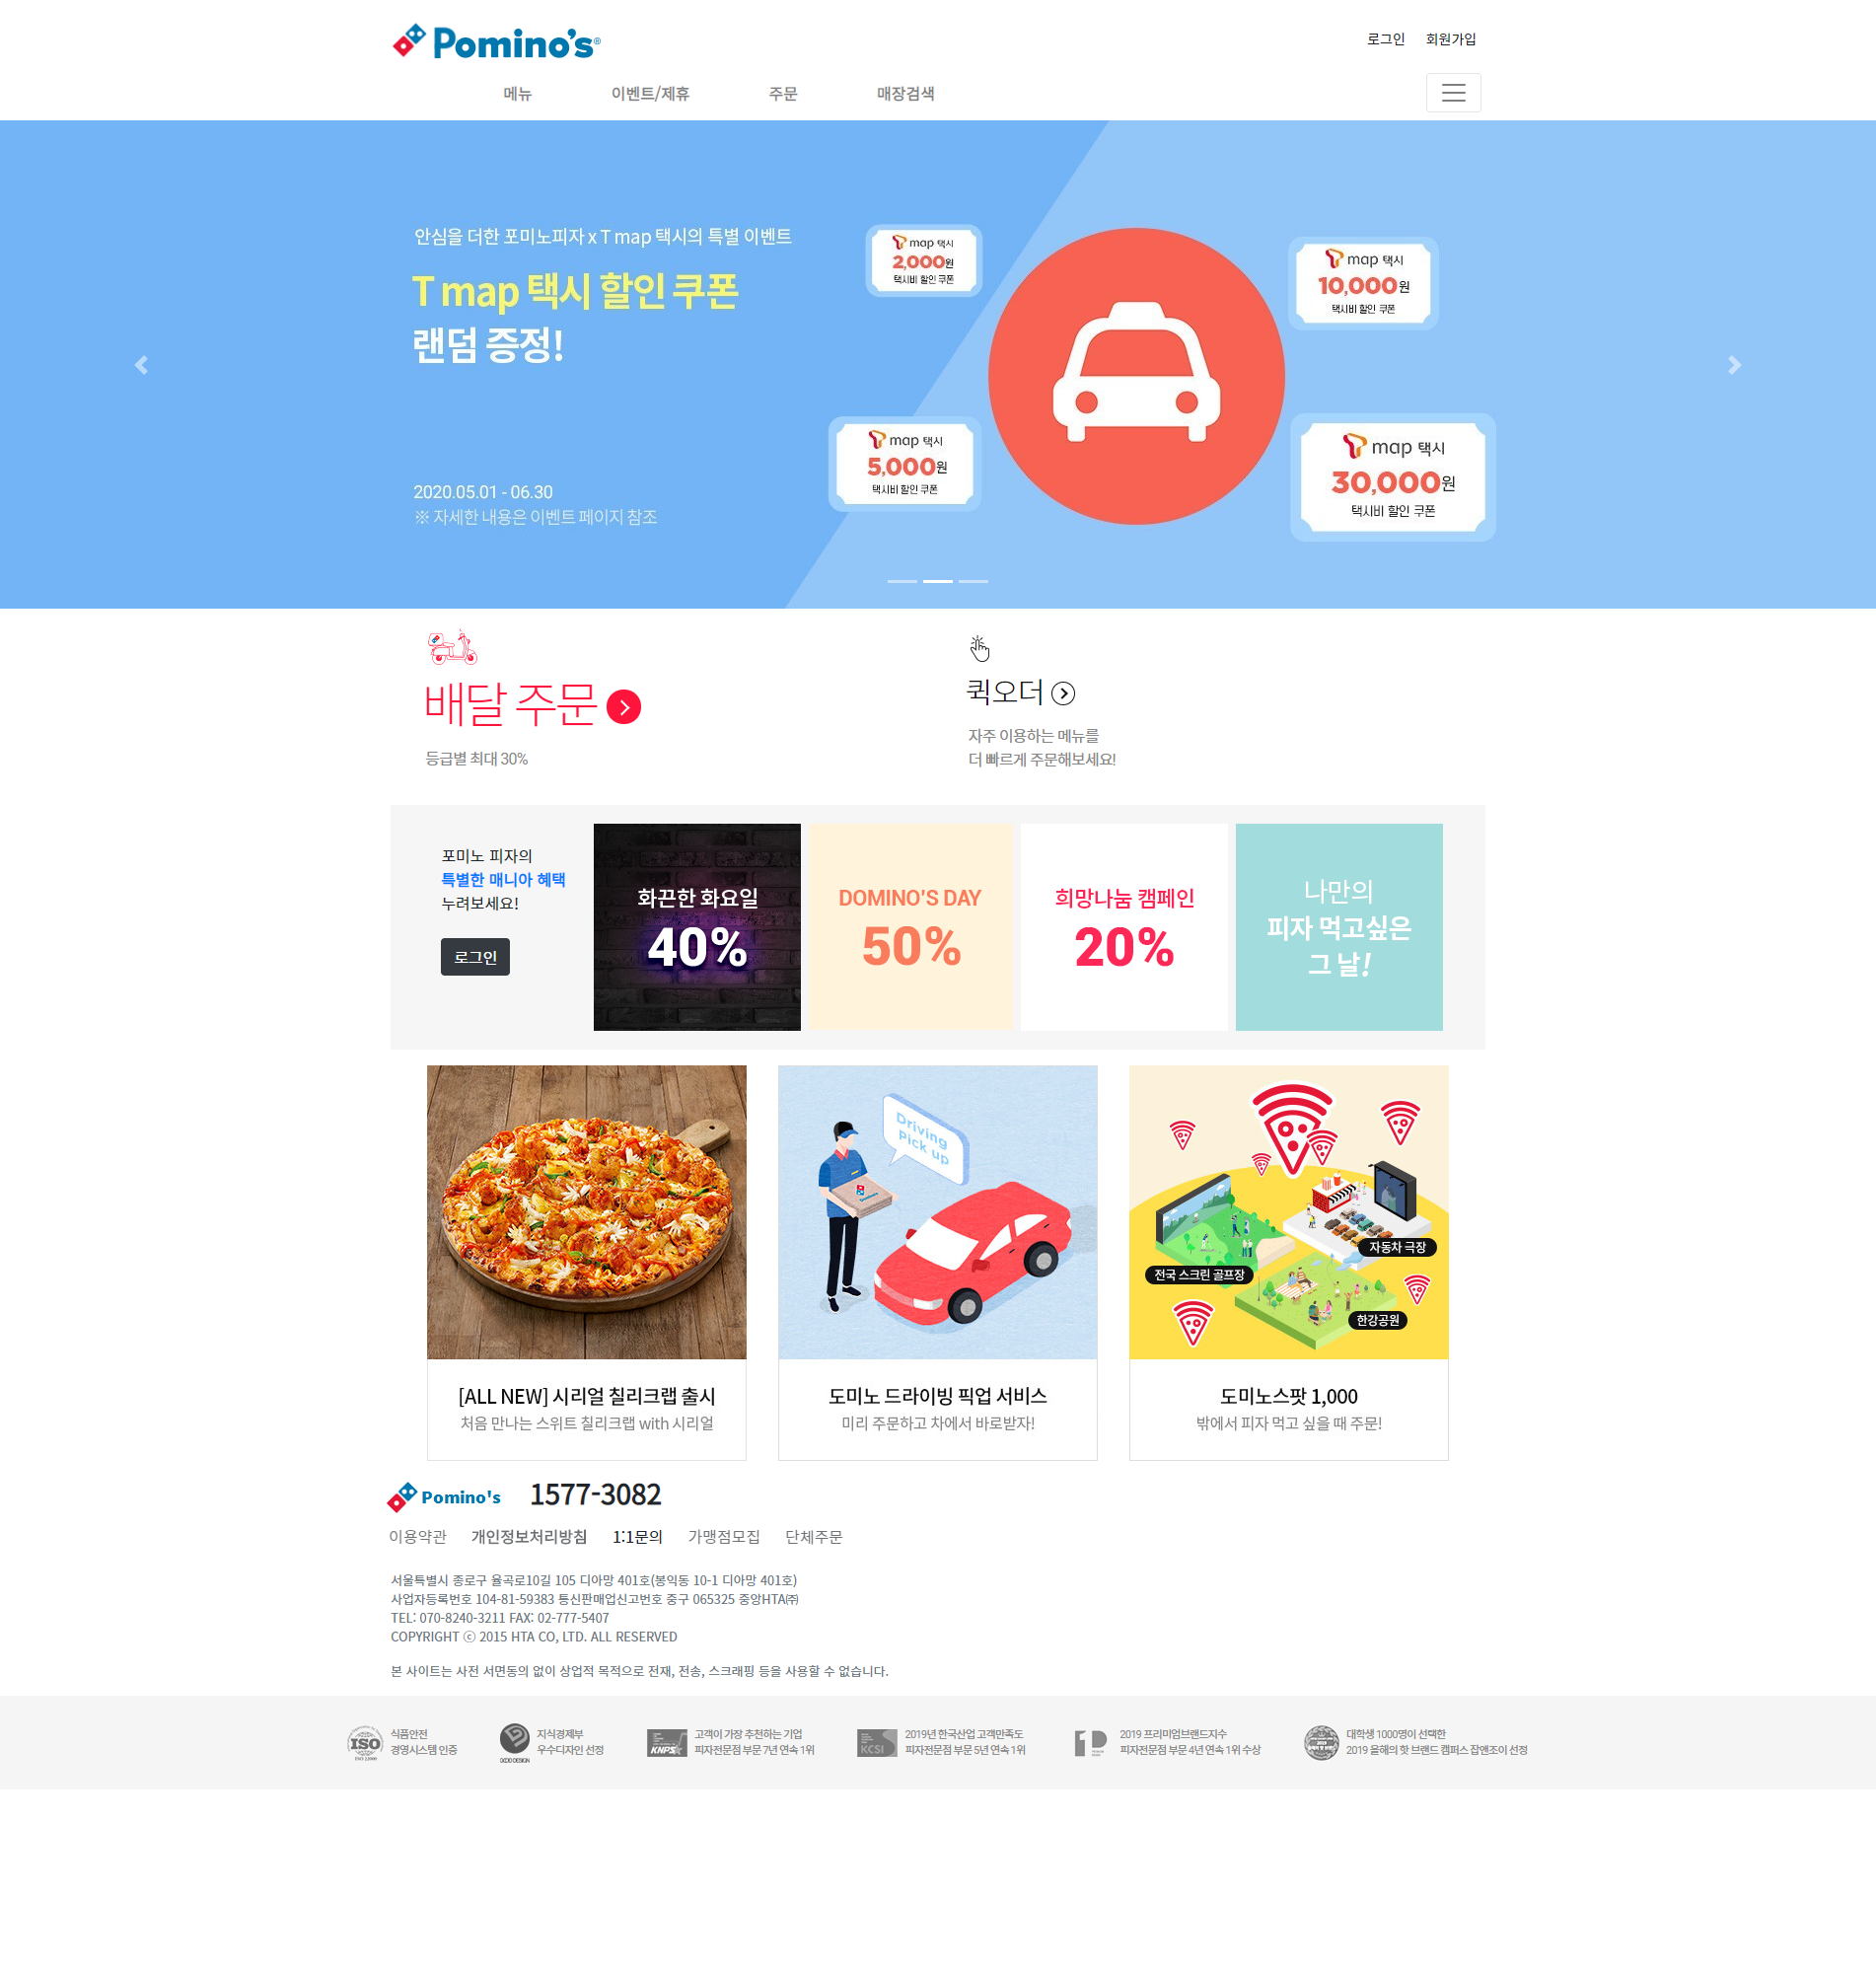 Pomino's®
로그인 회원가입
메뉴 이벤트/제휴 주문 매장검색
안심을 더한 포미노피자 x T map 택시의 특별 이벤트
T map 택시 할인 쿠폰
랜덤 증정!
2020.05.01 - 06.30
※ 자세한 내용은 이벤트 페이지 참조
map 택시
2,000원
택시비 할인 쿠폰
map 택시
10,000원
택시비 할인 쿠폰
map 택시
5,000원
택시비 할인 쿠폰
map 택시
30,000원
택시비 할인 쿠폰
배달 주문
등급별 최대 30%
퀵오더
자주 이용하는 메뉴를
더 빠르게 주문해보세요!
포미노 피자의
특별한 매니아 혜택
누려보세요!
로그인
화끈한 화요일
40%
DOMINO'S DAY
50%
희망나눔 캠페인
20%
나만의
피자 먹고싶은
그 날!
Driving
Pick up
자동차 극장
전국 스크린 골프장
한강공원
[ALL NEW] 시리얼 칠리크랩 출시
처음 만나는 스위트 칠리크랩 with 시리얼
도미노 드라이빙 픽업 서비스
미리 주문하고 차에서 바로받자!
도미노스팟 1,000
밖에서 피자 먹고 싶을 때 주문!
Pomino's 1577-3082
이용약관 개인정보처리방침 1:1문의 가맹점모집 단체주문
서울특별시 종로구 율곡로10길 105 디아망 401호(봉익동 10-1 디아망 401호)
사업자등록번호 104-81-59383 통신판매업신고번호 중구 065325 중앙HTA㈜
TEL: 070-8240-3211 FAX: 02-777-5407
COPYRIGHT ⓒ 2015 HTA CO, LTD. ALL RESERVED
본 사이트는 사전 서면동의 없이 상업적 목적으로 전재, 전송, 스크래핑 등을 사용할 수 없습니다.
ISO
식품안전
경영시스템 인증
GOOD DESIGN
지식경제부
우수디자인 선정
KNPS
고객이 가장 추천하는 기업
피자전문점 부문 7년 연속 1위
KCSI
2019년 한국산업 고객만족도
피자전문점 부문 5년 연속 1위
2019 프리미엄브랜드지수
피자전문점 부문 4년 연속 1위 수상
대학생 1000명이 선택한
2019 올해의 핫 브랜드 캠퍼스 잡앤조이 선정